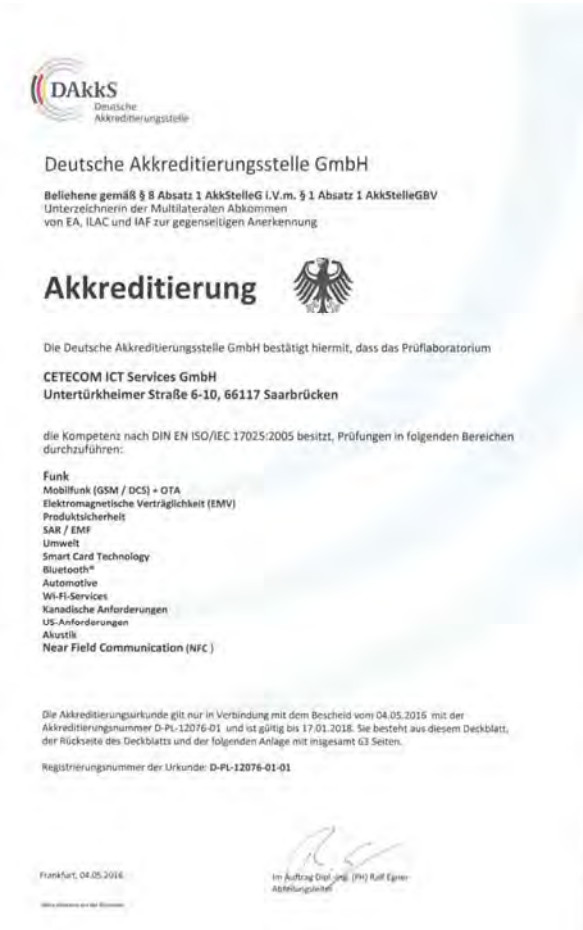 DAkkS
Deutsche
Akkreditierungsstelle
Deutsche Akkreditierungsstelle GmbH
Beliehene gemäß § 8 Absatz 1 AkkStelleG i.V.m. § 1 Absatz 1 AkkStelleGBV
Unterzeichnerin der Multilateralen Abkommen
von EA, ILAC und IAF zur gegenseitigen Anerkennung
Akkreditierung
Die Deutsche Akkreditierungsstelle GmbH bestätigt hiermit, dass das Prüflaboratorium
CETECOM ICT Services GmbH
Untertürkheimer Straße 6-10, 66117 Saarbrücken
die Kompetenz nach DIN EN ISO/IEC 17025:2005 besitzt, Prüfungen in folgenden Bereichen
durchzuführen:
Funk
Mobilfunk (GSM / DCS) + OTA
Elektromagnetische Verträglichkeit (EMV)
Produktsicherheit
SAR / EMF
Umwelt
Smart Card Technology
Bluetooth®
Automotive
Wi-Fi-Services
Kanadische Anforderungen
US-Anforderungen
Akustik
Near Field Communication (NFC )
Die Akkreditierungsurkunde gilt nur in Verbindung mit dem Bescheid vom 04.05.2016 mit der
Akkreditierungsnummer D-PL-12076-01 und ist gültig bis 17.01.2018. Sie besteht aus diesem Deckblatt,
der Rückseite des Deckblatts und der folgenden Anlage mit insgesamt 63 Seiten.
Registrierungsnummer der Urkunde: D-PL-12076-01-01
Frankfurt, 04.05.2016
Im Auftrag Dipl.-Ing. (FH) Ralf Egner
Abteilungsleiter